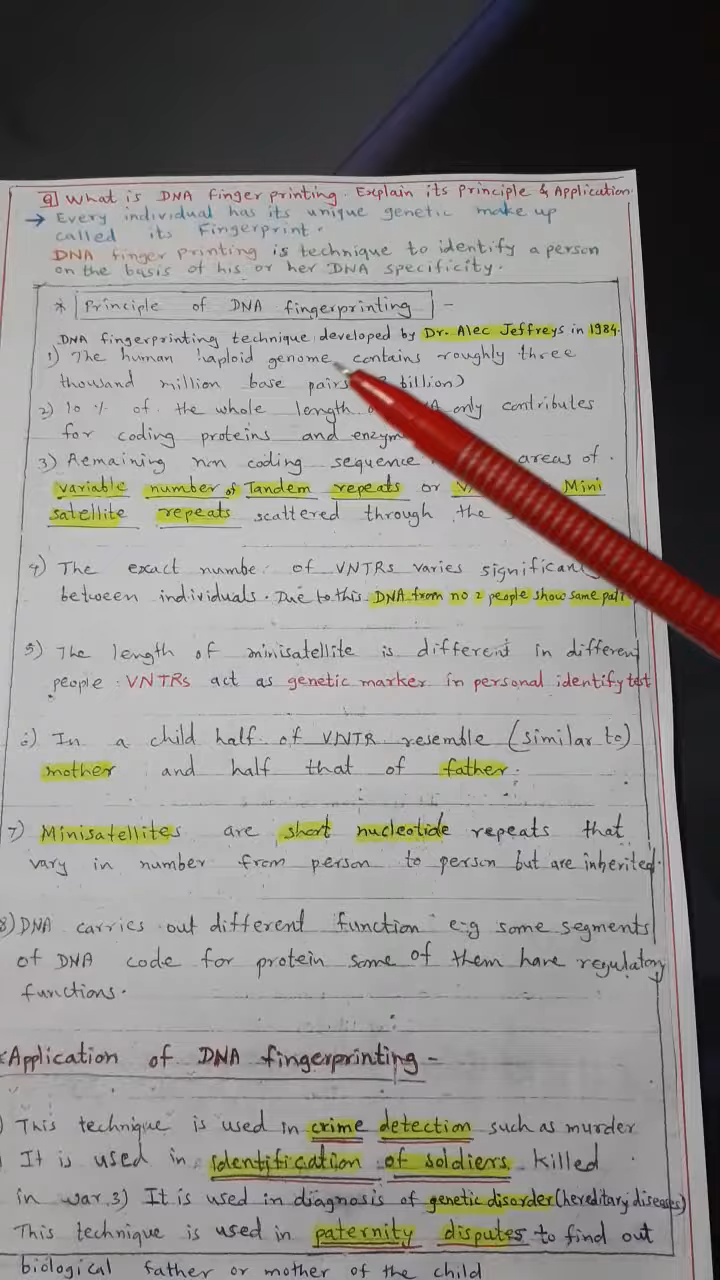 Q] What is DNA finger printing. Explain its Principle & Application.
→ Every individual has its unique genetic make up
called its Fingerprint.
DNA finger printing is technique to identify a person
on the basis of his or her DNA specificity.
* Principle of DNA fingerprinting -
DNA fingerprinting technique developed by Dr. Alec Jeffreys in 1984.
1) The human haploid genome contains roughly three
thousand million base pairs billion)
2) 10 % of the whole length only contributes
for coding proteins and
3) Remaining non coding sequence areas of
variable number of Tandem repeats or Mini
satellite repeats scattered through the
4) The exact numbe of VNTRs varies
between individuals. Due to this DNA from no 2 people show same
5) The length of minisatellite is different in different
people. VNTRs act as genetic marker in personal identify test
6) In a child half of VNTR resemble (similar to)
mother and half that of father.
7) Minisatellites are short nucleotide repeats that
vary in number from person to person but are inherited.
8) DNA carries out different function e.g some segments
of DNA code for protein some of them have regulatory
functions.
Application of DNA fingerprinting -
) This technique is used in crime detection such as murder
It is used in identification of soldiers killed
in war. 3) It is used in diagnosis of genetic disorder (hereditary diseases)
This technique is used in paternity disputes to find out
biological father or mother of the child